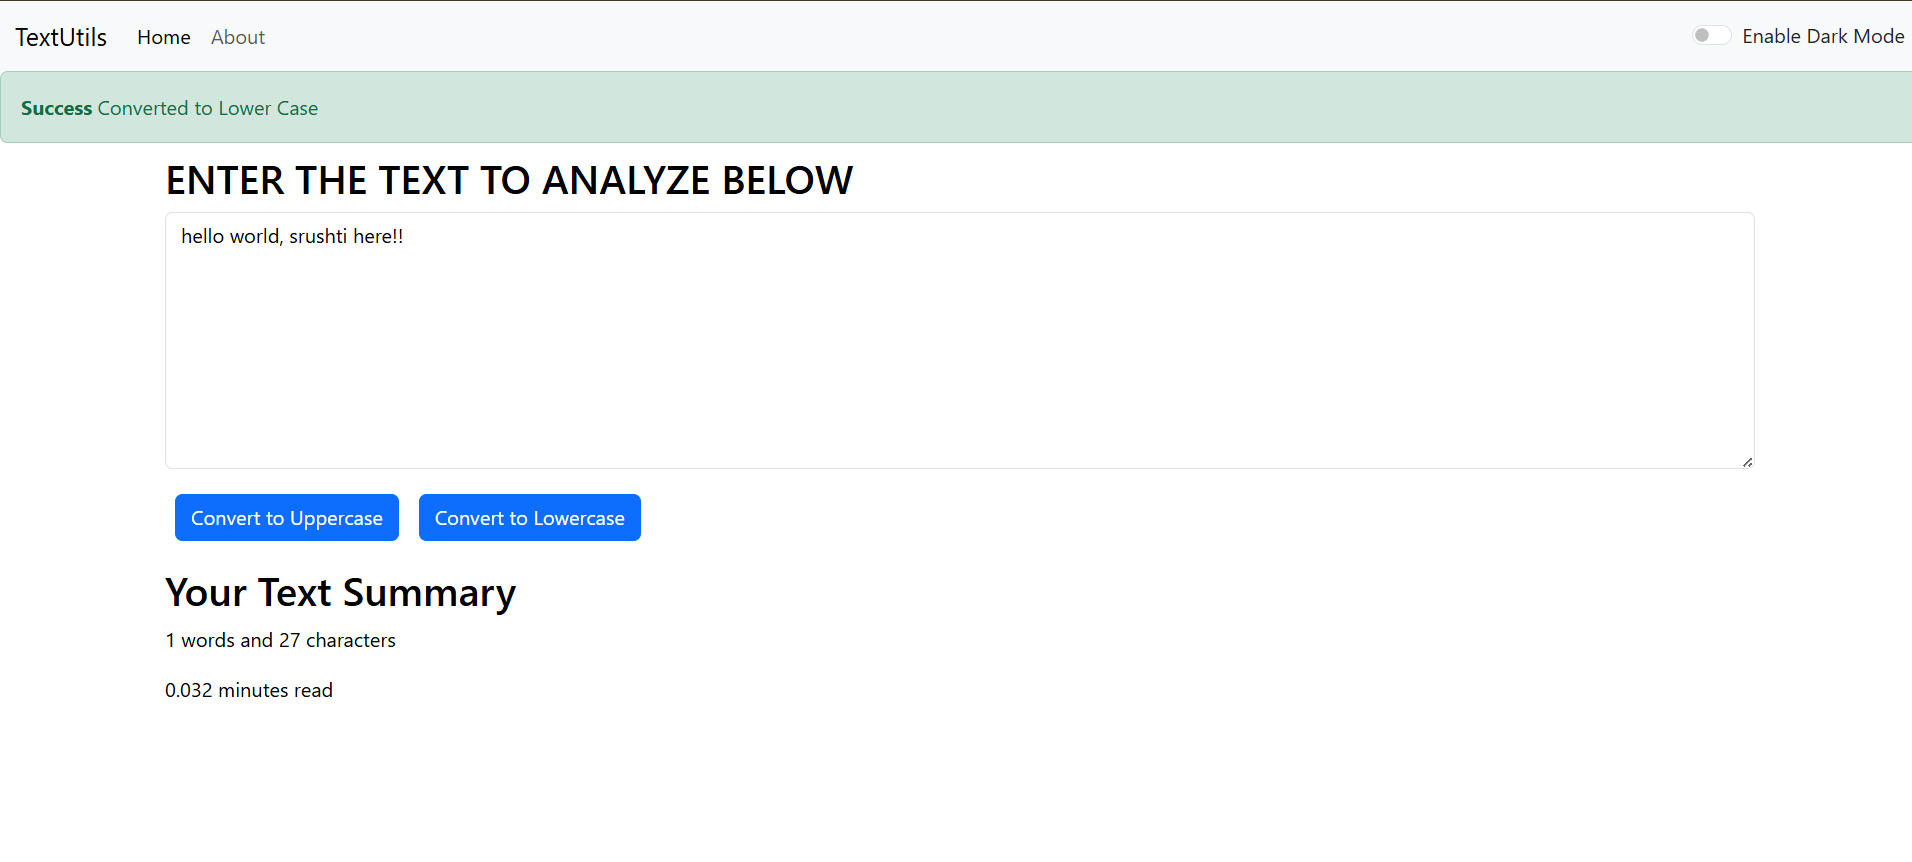 TextUtils Home About Enable Dark Mode
Success Converted to Lower Case
ENTER THE TEXT TO ANALYZE BELOW
hello world, srushti here!!
Convert to Uppercase Convert to Lowercase
Your Text Summary
1 words and 27 characters
0.032 minutes read